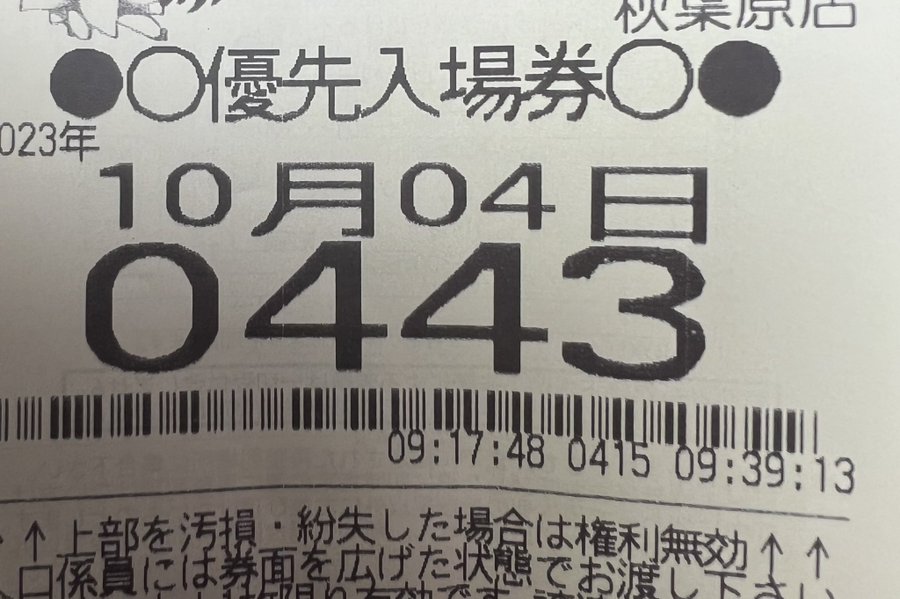 秋葉原店
●○優先入場券○●
2023年
10月04日
0443
09:17:48 0415 09:39:13
↑上部を汚損・紛失した場合は権利無効↑↑
係員には券面を広げた状態でお渡し下さい